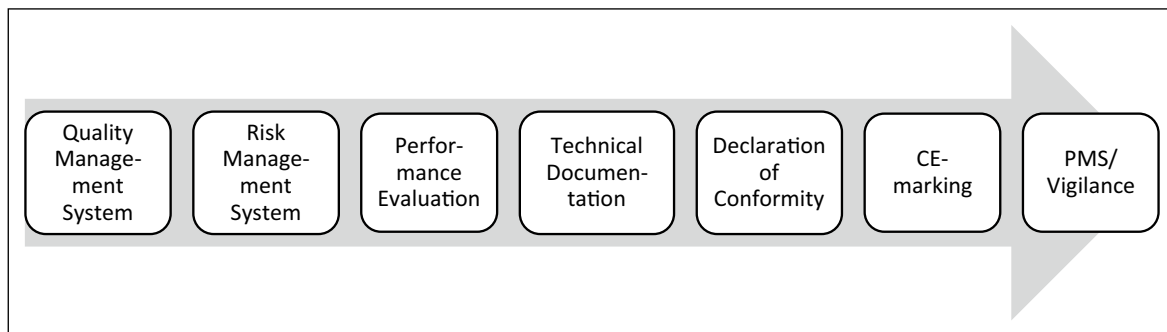 Quality
Manage-
ment
System
Risk
Manage-
ment
System
Perfor-
mance
Evaluation
Technical
Documen-
tation
Declaration
of
Conformity
CE-
marking
PMS/
Vigilance